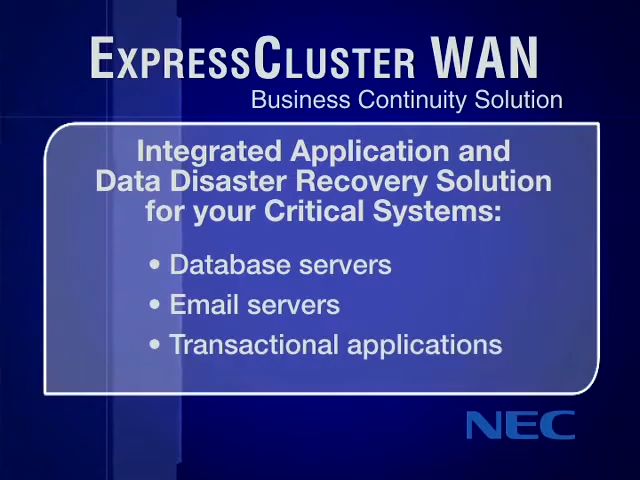 ExpressCluster WAN
Business Continuity Solution
Integrated Application and
Data Disaster Recovery Solution
for your Critical Systems:
• Database servers
• Email servers
• Transactional applications
NEC